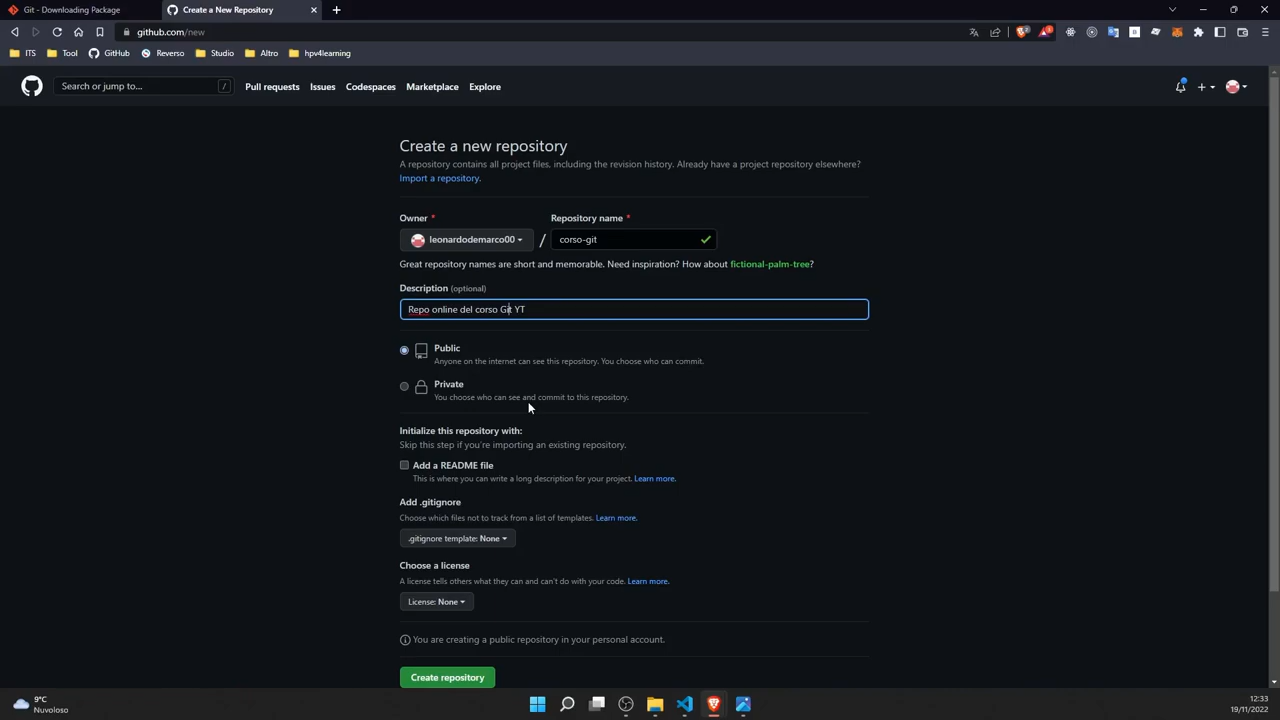 Git - Downloading Package
Create a New Repository
github.com/new
ITS
Tool
GitHub
Reverso
Studio
Altro
hpv4learning
Search or jump to...
/
Pull requests
Issues
Codespaces
Marketplace
Explore
Create a new repository
A repository contains all project files, including the revision history. Already have a project repository elsewhere?
Import a repository.
Owner *
Repository name *
leonardodemarco00
/
corso-git
Great repository names are short and memorable. Need inspiration? How about fictional-palm-tree?
Description (optional)
Repo online del corso Git YT
Public
Anyone on the internet can see this repository. You choose who can commit.
Private
You choose who can see and commit to this repository.
Initialize this repository with:
Skip this step if you're importing an existing repository.
Add a README file
This is where you can write a long description for your project. Learn more.
Add .gitignore
Choose which files not to track from a list of templates. Learn more.
.gitignore template: None
Choose a license
A license tells others what they can and can't do with your code. Learn more.
License: None
You are creating a public repository in your personal account.
Create repository
9°C
Nuvoloso
12:33
19/11/2022